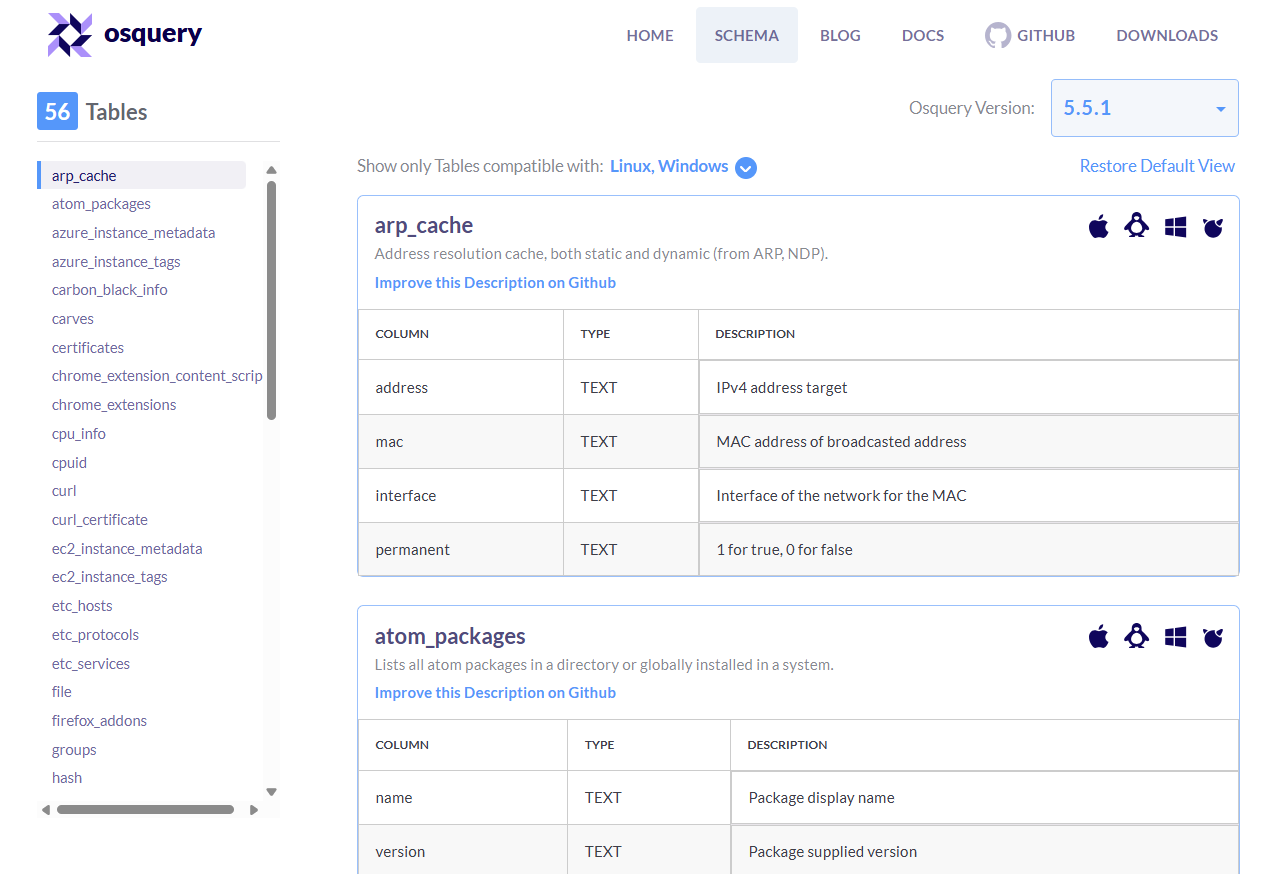 osquery
HOME SCHEMA BLOG DOCS GITHUB DOWNLOADS
56 Tables
Osquery Version: 5.5.1
Show only Tables compatible with: Linux, Windows
Restore Default View
arp_cache
atom_packages
azure_instance_metadata
azure_instance_tags
carbon_black_info
carves
certificates
chrome_extension_content_scrip
chrome_extensions
cpu_info
cpuid
curl
curl_certificate
ec2_instance_metadata
ec2_instance_tags
etc_hosts
etc_protocols
etc_services
file
firefox_addons
groups
hash
arp_cache
Address resolution cache, both static and dynamic (from ARP, NDP).
Improve this Description on Github
COLUMN TYPE DESCRIPTION
address TEXT IPv4 address target
mac TEXT MAC address of broadcasted address
interface TEXT Interface of the network for the MAC
permanent TEXT 1 for true, 0 for false
atom_packages
Lists all atom packages in a directory or globally installed in a system.
Improve this Description on Github
COLUMN TYPE DESCRIPTION
name TEXT Package display name
version TEXT Package supplied version